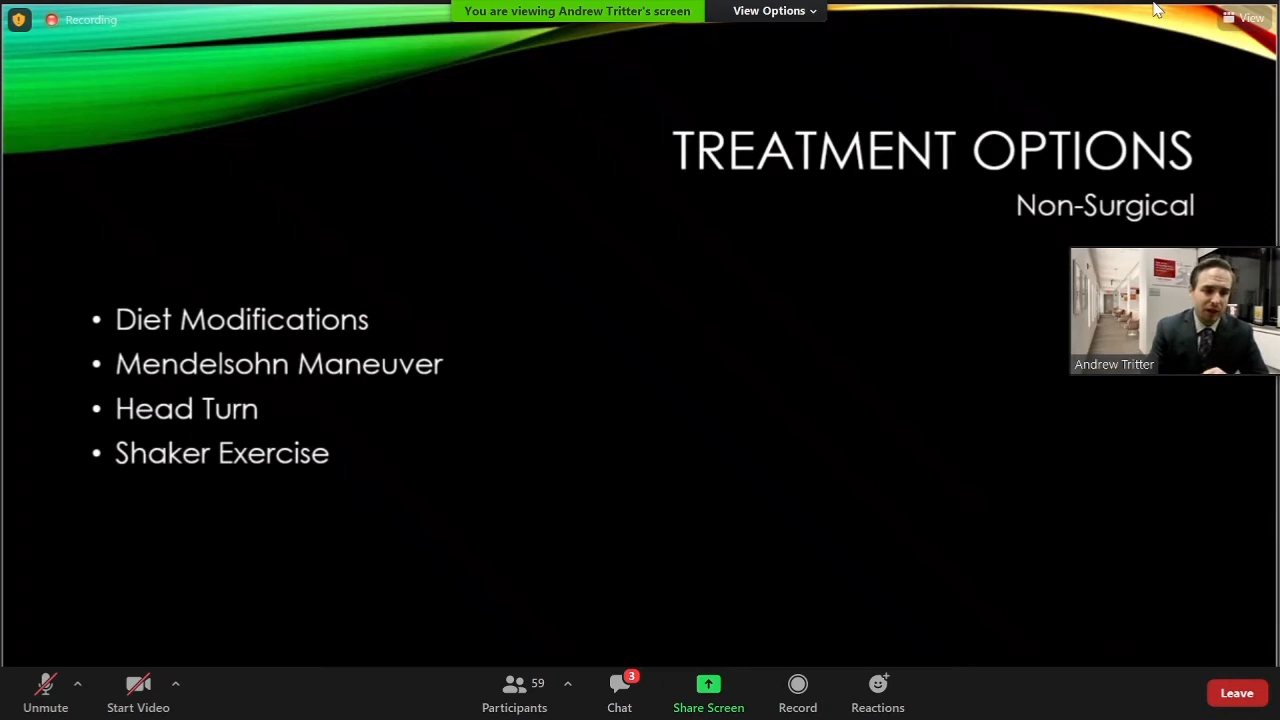 Recording
You are viewing Andrew Tritter's screen
View Options
View
TREATMENT OPTIONS
Non-Surgical
• Diet Modifications
• Mendelsohn Maneuver
• Head Turn
• Shaker Exercise
Andrew Tritter
Unmute
Start Video
59
Participants
3
Chat
Share Screen
Record
Reactions
Leave